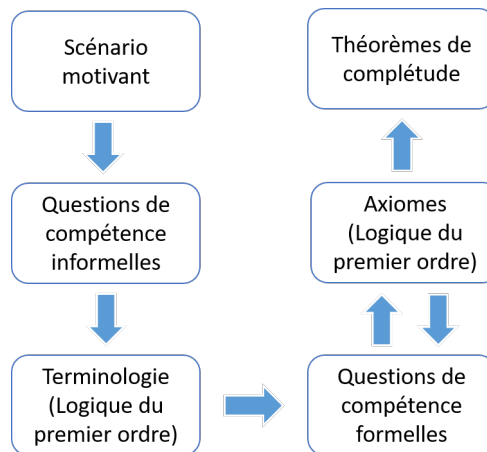 Scénario
motivant
Questions de
compétence
informelles
Terminologie
(Logique du
premier ordre)
Questions de
compétence
formelles
Axiomes
(Logique du
premier ordre)
Théorèmes de
complétude